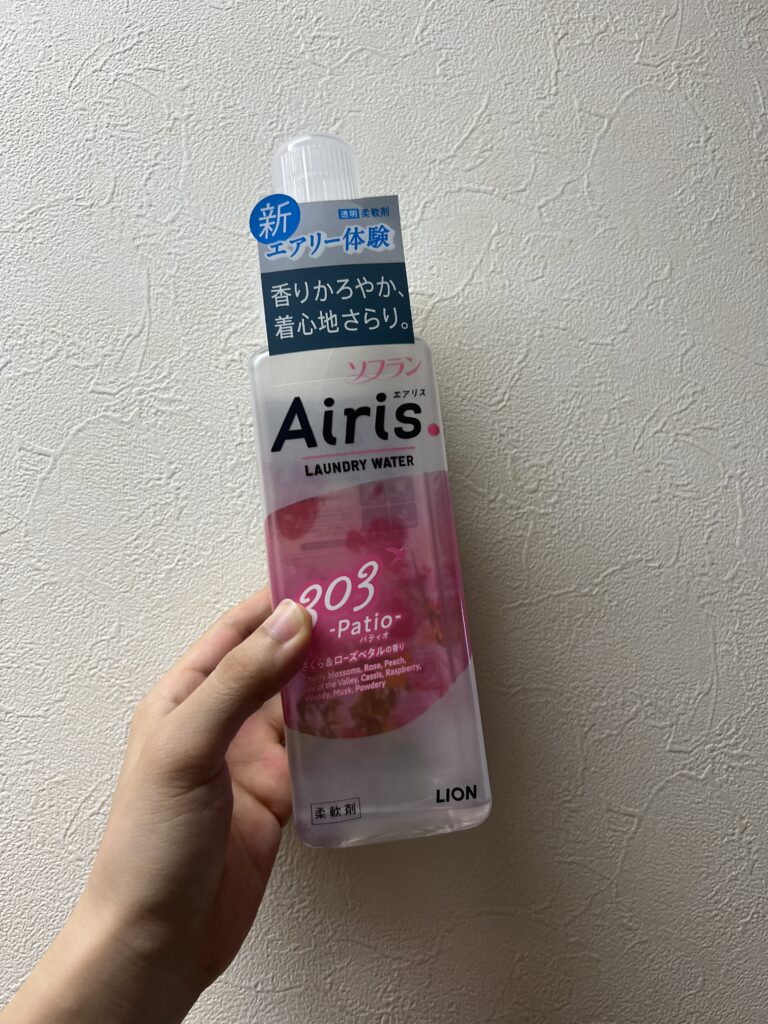 新
透明 柔軟剤
エアリー体験
香りかろやか、
着心地さらり。
ソフラン
エアリス
Airis.
LAUNDRY WATER
303
-Patio-
パティオ
さくら&ローズペタルの香り
Cherry Blossoms, Rose, Peach,
Lily of the Valley, Cassis, Raspberry,
Woody, Musk, Powdery
柔軟剤
LION